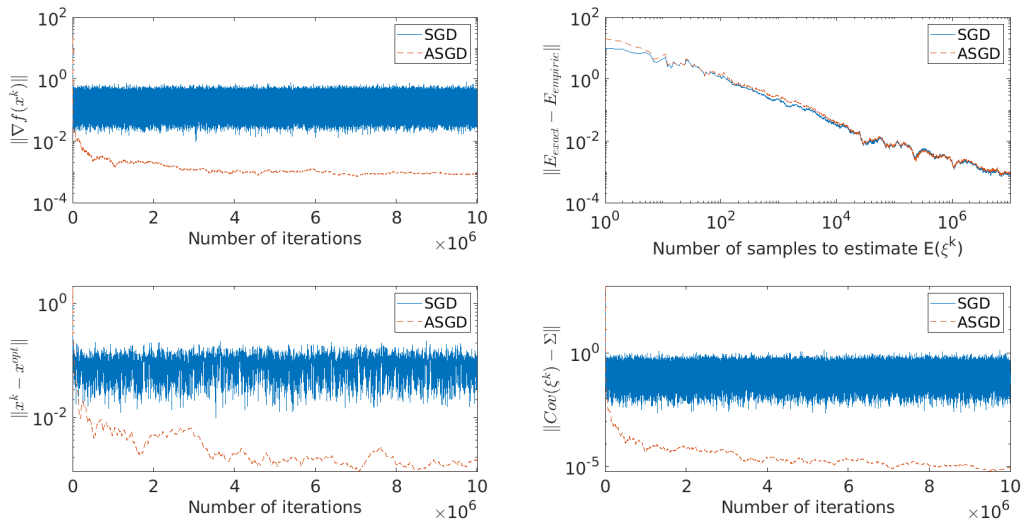 10^2
10^0
10^-2
10^-4
‖∇f(x^k)‖
SGD
ASGD
0 2 4 6 8 10
Number of iterations
×10^6
10^2
10^0
10^-2
10^-4
‖E_exact − E_empiric‖
SGD
ASGD
10^0 10^2 10^4 10^6
Number of samples to estimate E(ξ^k)
10^0
10^-2
‖x^k − x^opt‖
SGD
ASGD
0 2 4 6 8 10
Number of iterations
×10^6
10^0
10^-5
‖Cov(ξ^k) − Σ‖
SGD
ASGD
0 2 4 6 8 10
Number of iterations
×10^6